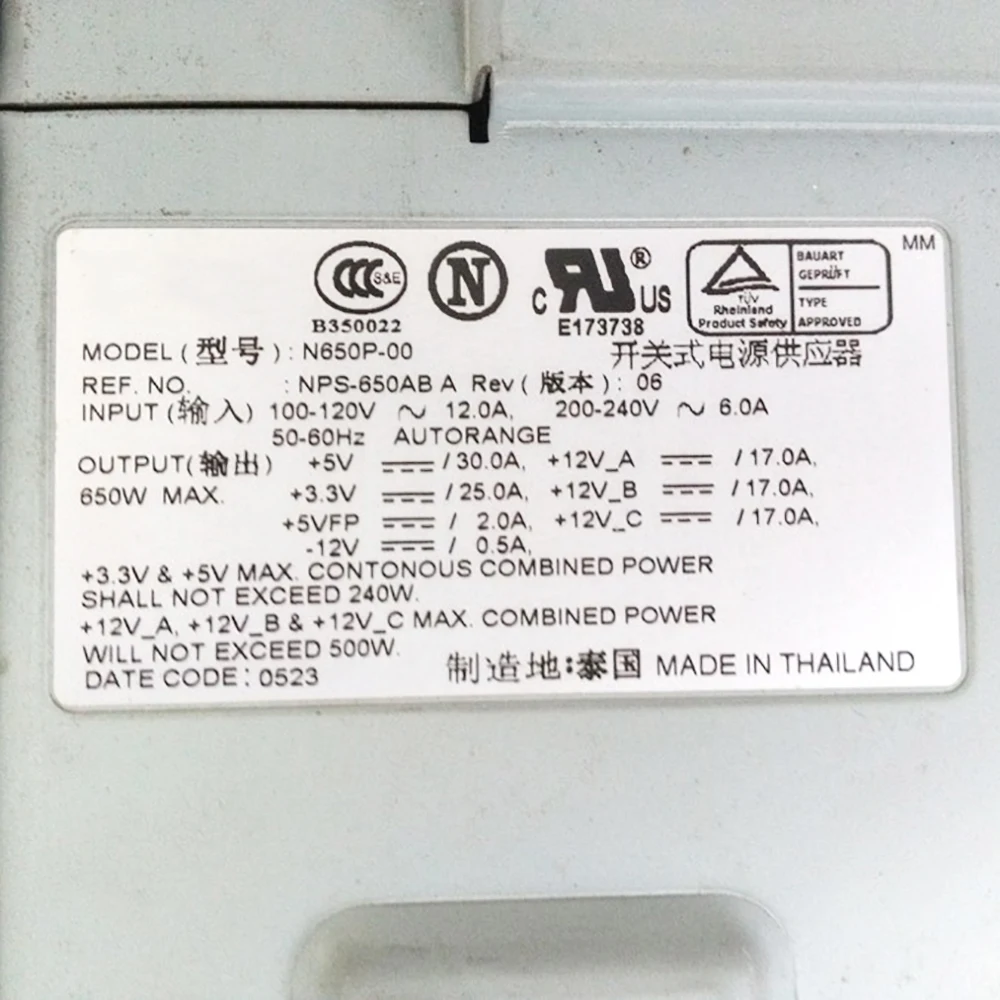 MM
CCC S&E
N
C RU ® US
TÜV Rheinland Product Safety
BAUART GEPRÜFT
TYPE APPROVED
B350022
E173738
MODEL (型号) : N650P-00 开关式电源供应器
REF. NO. : NPS-650AB A Rev (版本) : 06
INPUT (输入) 100-120V ~ 12.0A, 200-240V ~ 6.0A
50-60Hz AUTORANGE
OUTPUT(输出) +5V ⎓ / 30.0A, +12V_A ⎓ / 17.0A,
650W MAX. +3.3V ⎓ / 25.0A, +12V_B ⎓ / 17.0A,
+5VFP ⎓ / 2.0A, +12V_C ⎓ / 17.0A,
-12V ⎓ / 0.5A,
+3.3V & +5V MAX. CONTONOUS COMBINED POWER
SHALL NOT EXCEED 240W.
+12V_A, +12V_B & +12V_C MAX. COMBINED POWER
WILL NOT EXCEED 500W.
DATE CODE: 0523 制造地:泰国 MADE IN THAILAND